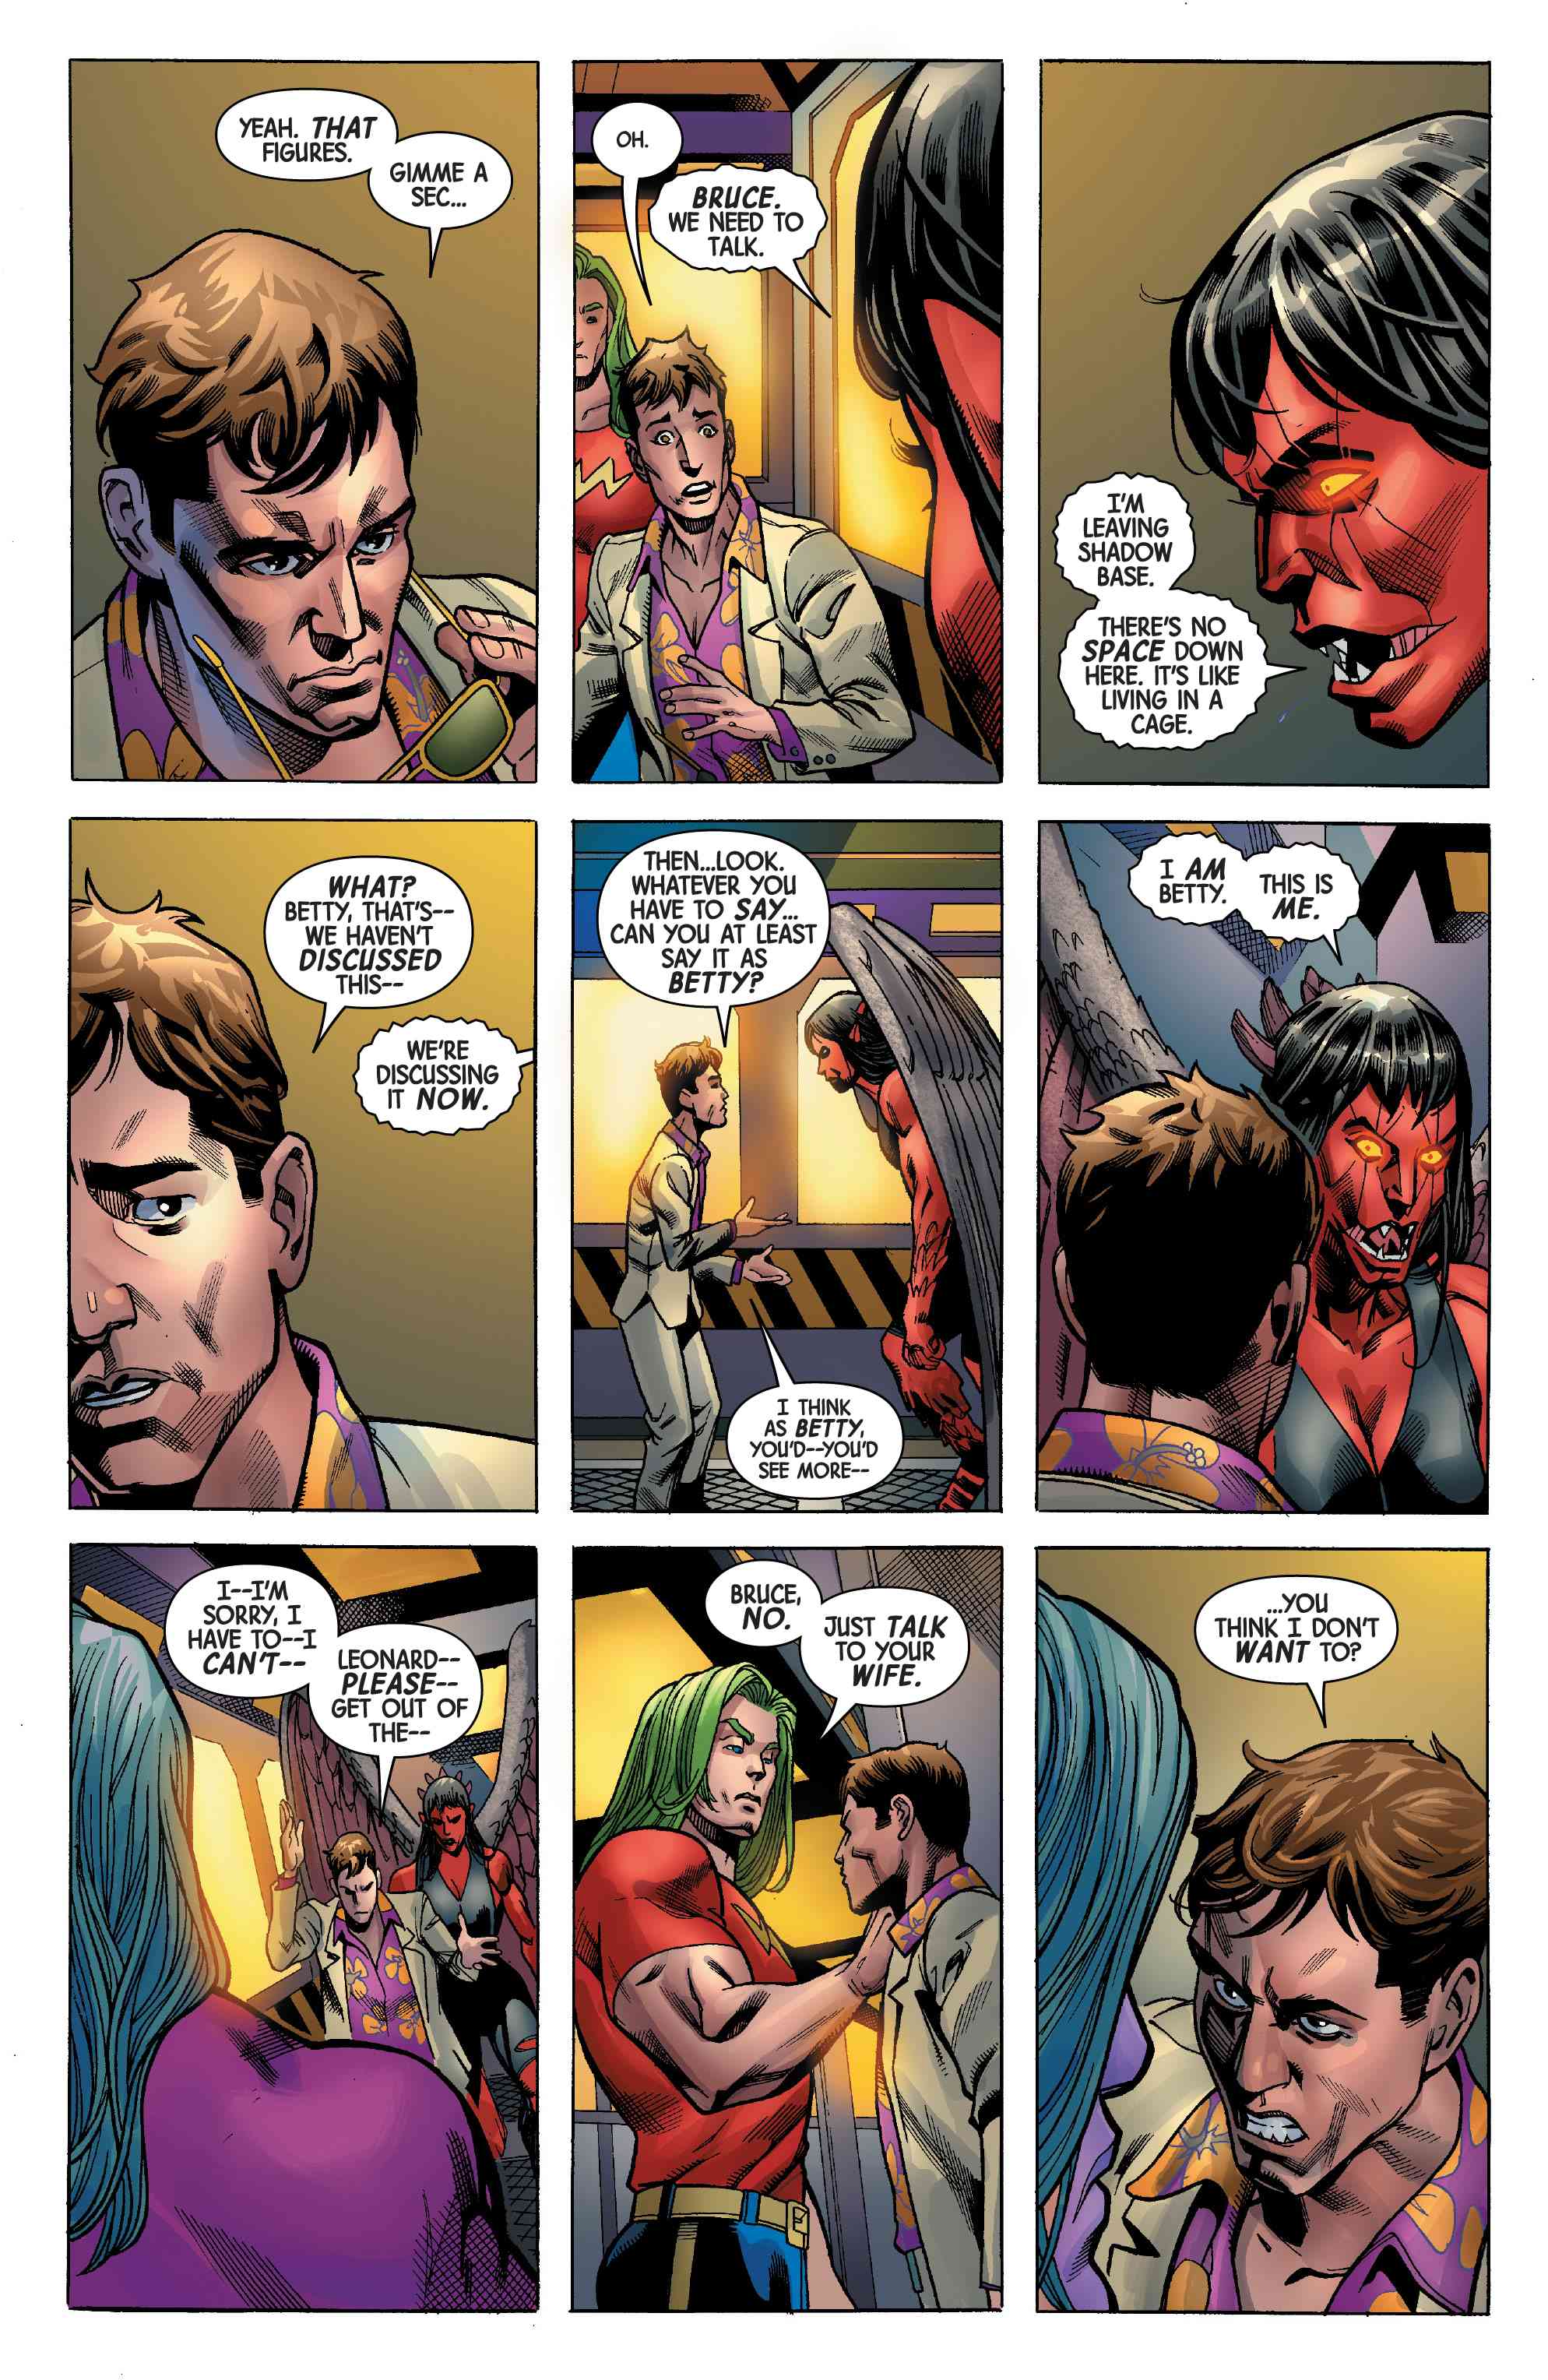 YEAH. THAT
FIGURES.
GIMME A
SEC...
OH.
BRUCE.
WE NEED TO
TALK.
I'M
LEAVING
SHADOW
BASE.
THERE'S NO
SPACE DOWN
HERE. IT'S LIKE
LIVING IN A
CAGE.
WHAT?
BETTY, THAT'S--
WE HAVEN'T
DISCUSSED
THIS--
WE'RE
DISCUSSING
IT NOW.
THEN...LOOK.
WHATEVER YOU
HAVE TO SAY...
CAN YOU AT LEAST
SAY IT AS
BETTY?
I THINK
AS BETTY,
YOU'D--YOU'D
SEE MORE--
I AM
BETTY.
THIS IS
ME.
I--I'M
SORRY, I
HAVE TO--I
CAN'T--
LEONARD--
PLEASE--
GET OUT OF
THE--
BRUCE,
NO.
JUST TALK
TO YOUR
WIFE.
...YOU
THINK I DON'T
WANT TO?